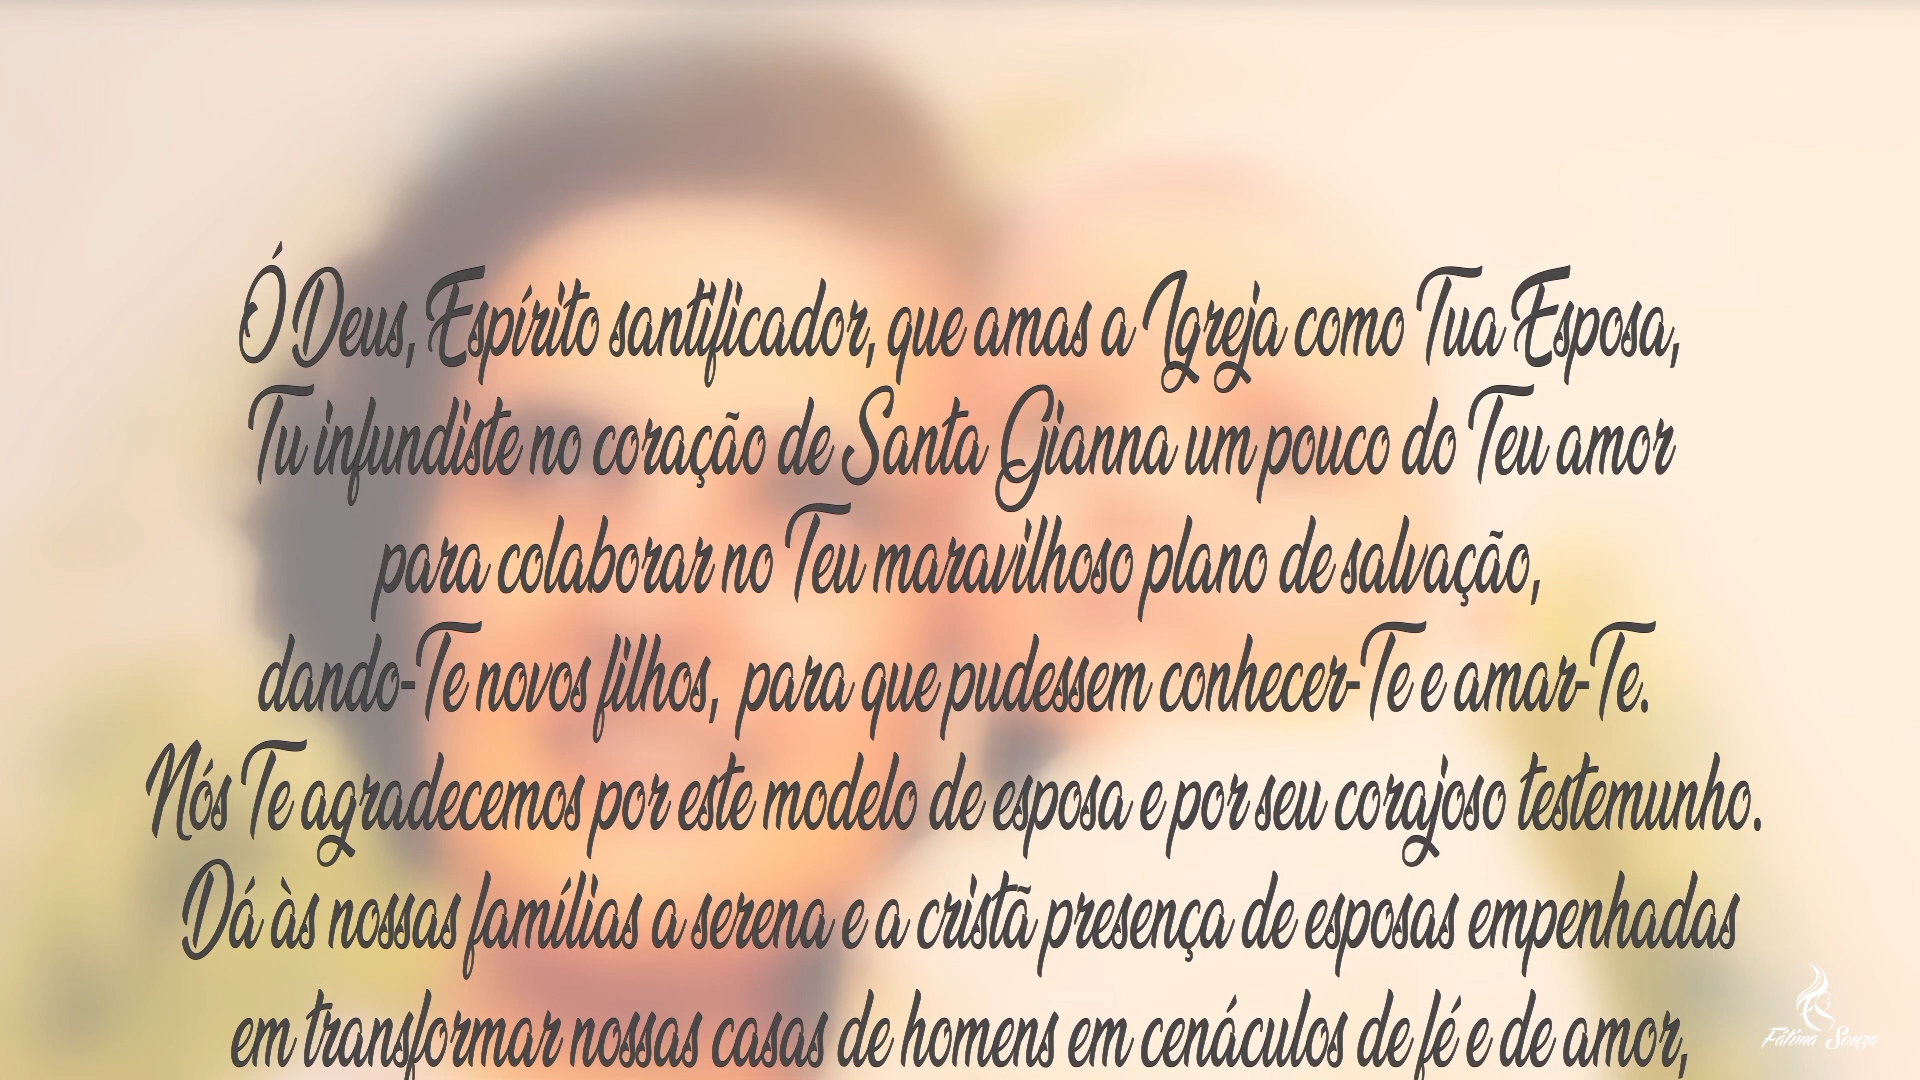 Ó Deus, Espírito santificador, que amas a Igreja como Tua Esposa,
Tu infundiste no coração de Santa Gianna um pouco do Teu amor
para colaborar no Teu maravilhoso plano de salvação,
dando-Te novos filhos, para que pudessem conhecer-Te e amar-Te.
Nós Te agradecemos por este modelo de esposa e por seu corajoso testemunho.
Dá às nossas famílias a serena e a cristã presença de esposas empenhadas
em transformar nossas casas de homens em cenáculos de fé e de amor,
Fátima Souza